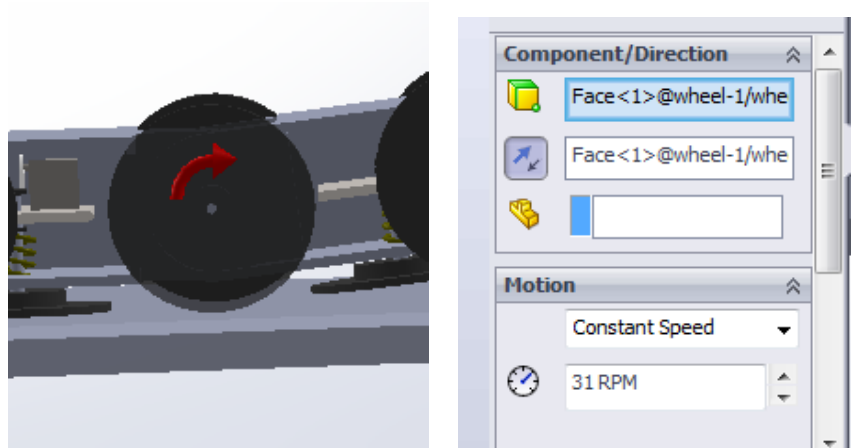 Component/Direction
Face<1>@wheel-1/whe
Face<1>@wheel-1/whe
Motion
Constant Speed
31 RPM